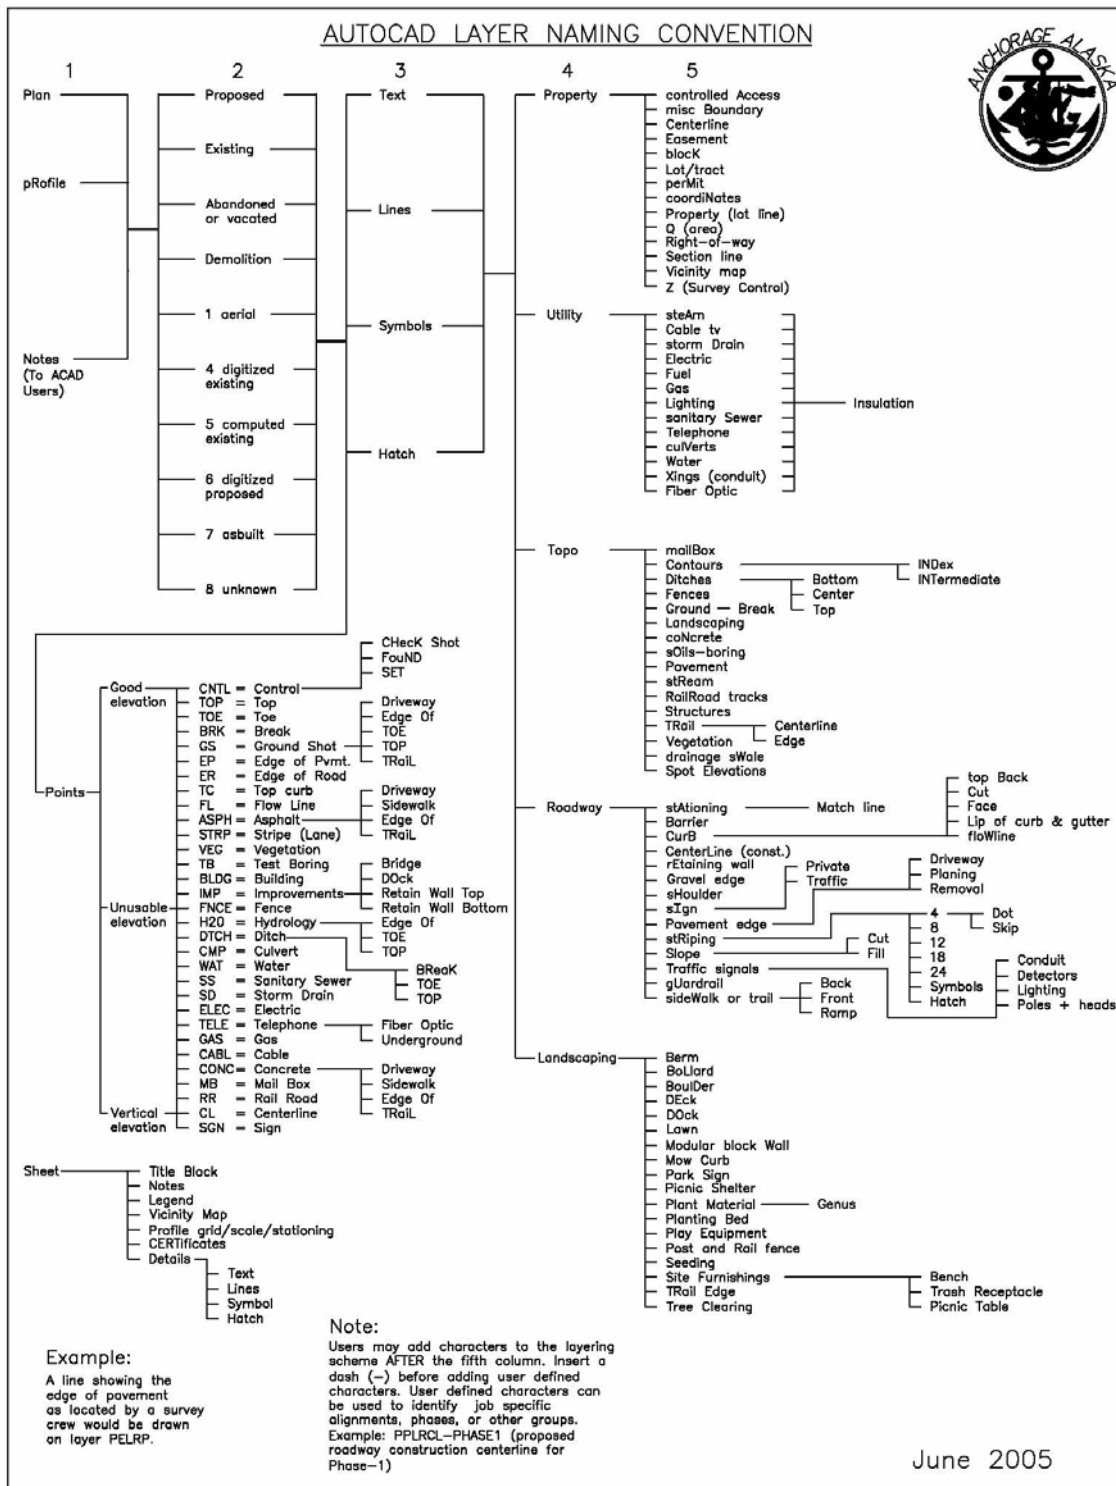 AUTOCAD LAYER NAMING CONVENTION
ANCHORAGE ALASKA
1 2 3 4 5
Plan
pRofile
Notes
(To ACAD
Users)
Proposed
Existing
Abandoned
or vacated
Demolition
1 aerial
4 digitized
existing
5 computed
existing
6 digitized
proposed
7 asbuilt
8 unknown
Text
Lines
Symbols
Hatch
Property
controlled Access
misc Boundary
Centerline
Easement
blocK
Lot/tract
perMit
coordiNates
Property (lot line)
Q (area)
Right-of-way
Section line
Vicinity map
Z (Survey Control)
Utility
steAm
Cable tv
storm Drain
Electric
Fuel
Gas
Lighting
sanitary Sewer
Telephone
culVerts
Water
Xings (conduit)
Fiber Optic
Insulation
Topo
mailBox
Contours
Ditches
Fences
Ground - Break
Landscaping
coNcrete
sOils-boring
Pavement
stReam
RailRoad tracks
Structures
TRail
Vegetation
drainage sWale
Spot Elevations
INDex
INTermediate
Bottom
Center
Top
Centerline
Edge
Roadway
stAtioning
Barrier
CurB
CenterLine (const.)
rEtaining wall
Gravel edge
sHoulder
sIgn
Pavement edge
stRiping
Slope
Traffic signals
gUardrail
sideWalk or trail
Match line
top Back
Cut
Face
Lip of curb & gutter
floWline
Private
Traffic
Driveway
Planing
Removal
4
8
12
18
24
Symbols
Hatch
Dot
Skip
Cut
Fill
Conduit
Detectors
Lighting
Poles + heads
Back
Front
Ramp
Landscaping
Berm
BoLlard
BoulDer
DEck
DOck
Lawn
Modular block Wall
Mow Curb
Park Sign
Picnic Shelter
Plant Material
Planting Bed
Play Equipment
Post and Rail fence
Seeding
Site Furnishings
TRail Edge
Tree Clearing
Genus
Bench
Trash Receptacle
Picnic Table
Points
Good
elevation
Unusable
elevation
Vertical
elevation
CNTL = Control
TOP = Top
TOE = Toe
BRK = Break
GS = Ground Shot
EP = Edge of Pvmt.
ER = Edge of Road
TC = Top curb
FL = Flow Line
ASPH = Asphalt
STRP = Stripe (Lane)
VEG = Vegetation
TB = Test Boring
BLDG = Building
IMP = Improvements
FNCE = Fence
H2O = Hydrology
DTCH = Ditch
CMP = Culvert
WAT = Water
SS = Sanitary Sewer
SD = Storm Drain
ELEC = Electric
TELE = Telephone
GAS = Gas
CABL = Cable
CONC= Concrete
MB = Mail Box
RR = Rail Road
CL = Centerline
SGN = Sign
CHecK Shot
FouND
SET
Driveway
Edge Of
TOE
TOP
TRaiL
Driveway
Sidewalk
Edge Of
TRaiL
Bridge
DOck
Retain Wall Top
Retain Wall Bottom
Edge Of
TOE
TOP
BReaK
TOE
TOP
Fiber Optic
Underground
Driveway
Sidewalk
Edge Of
TRaiL
Sheet
Title Block
Notes
Legend
Vicinity Map
Profile grid/scale/stationing
CERTificates
Details
Text
Lines
Symbol
Hatch
Example:
A line showing the
edge of pavement
as located by a survey
crew would be drawn
on layer PELRP.
Note:
Users may add characters to the layering
scheme AFTER the fifth column. Insert a
dash (-) before adding user defined
characters. User defined characters can
be used to identify job specific
alignments, phases, or other groups.
Example: PPLRCL-PHASE1 (proposed
roadway construction centerline for
Phase-1)
June 2005